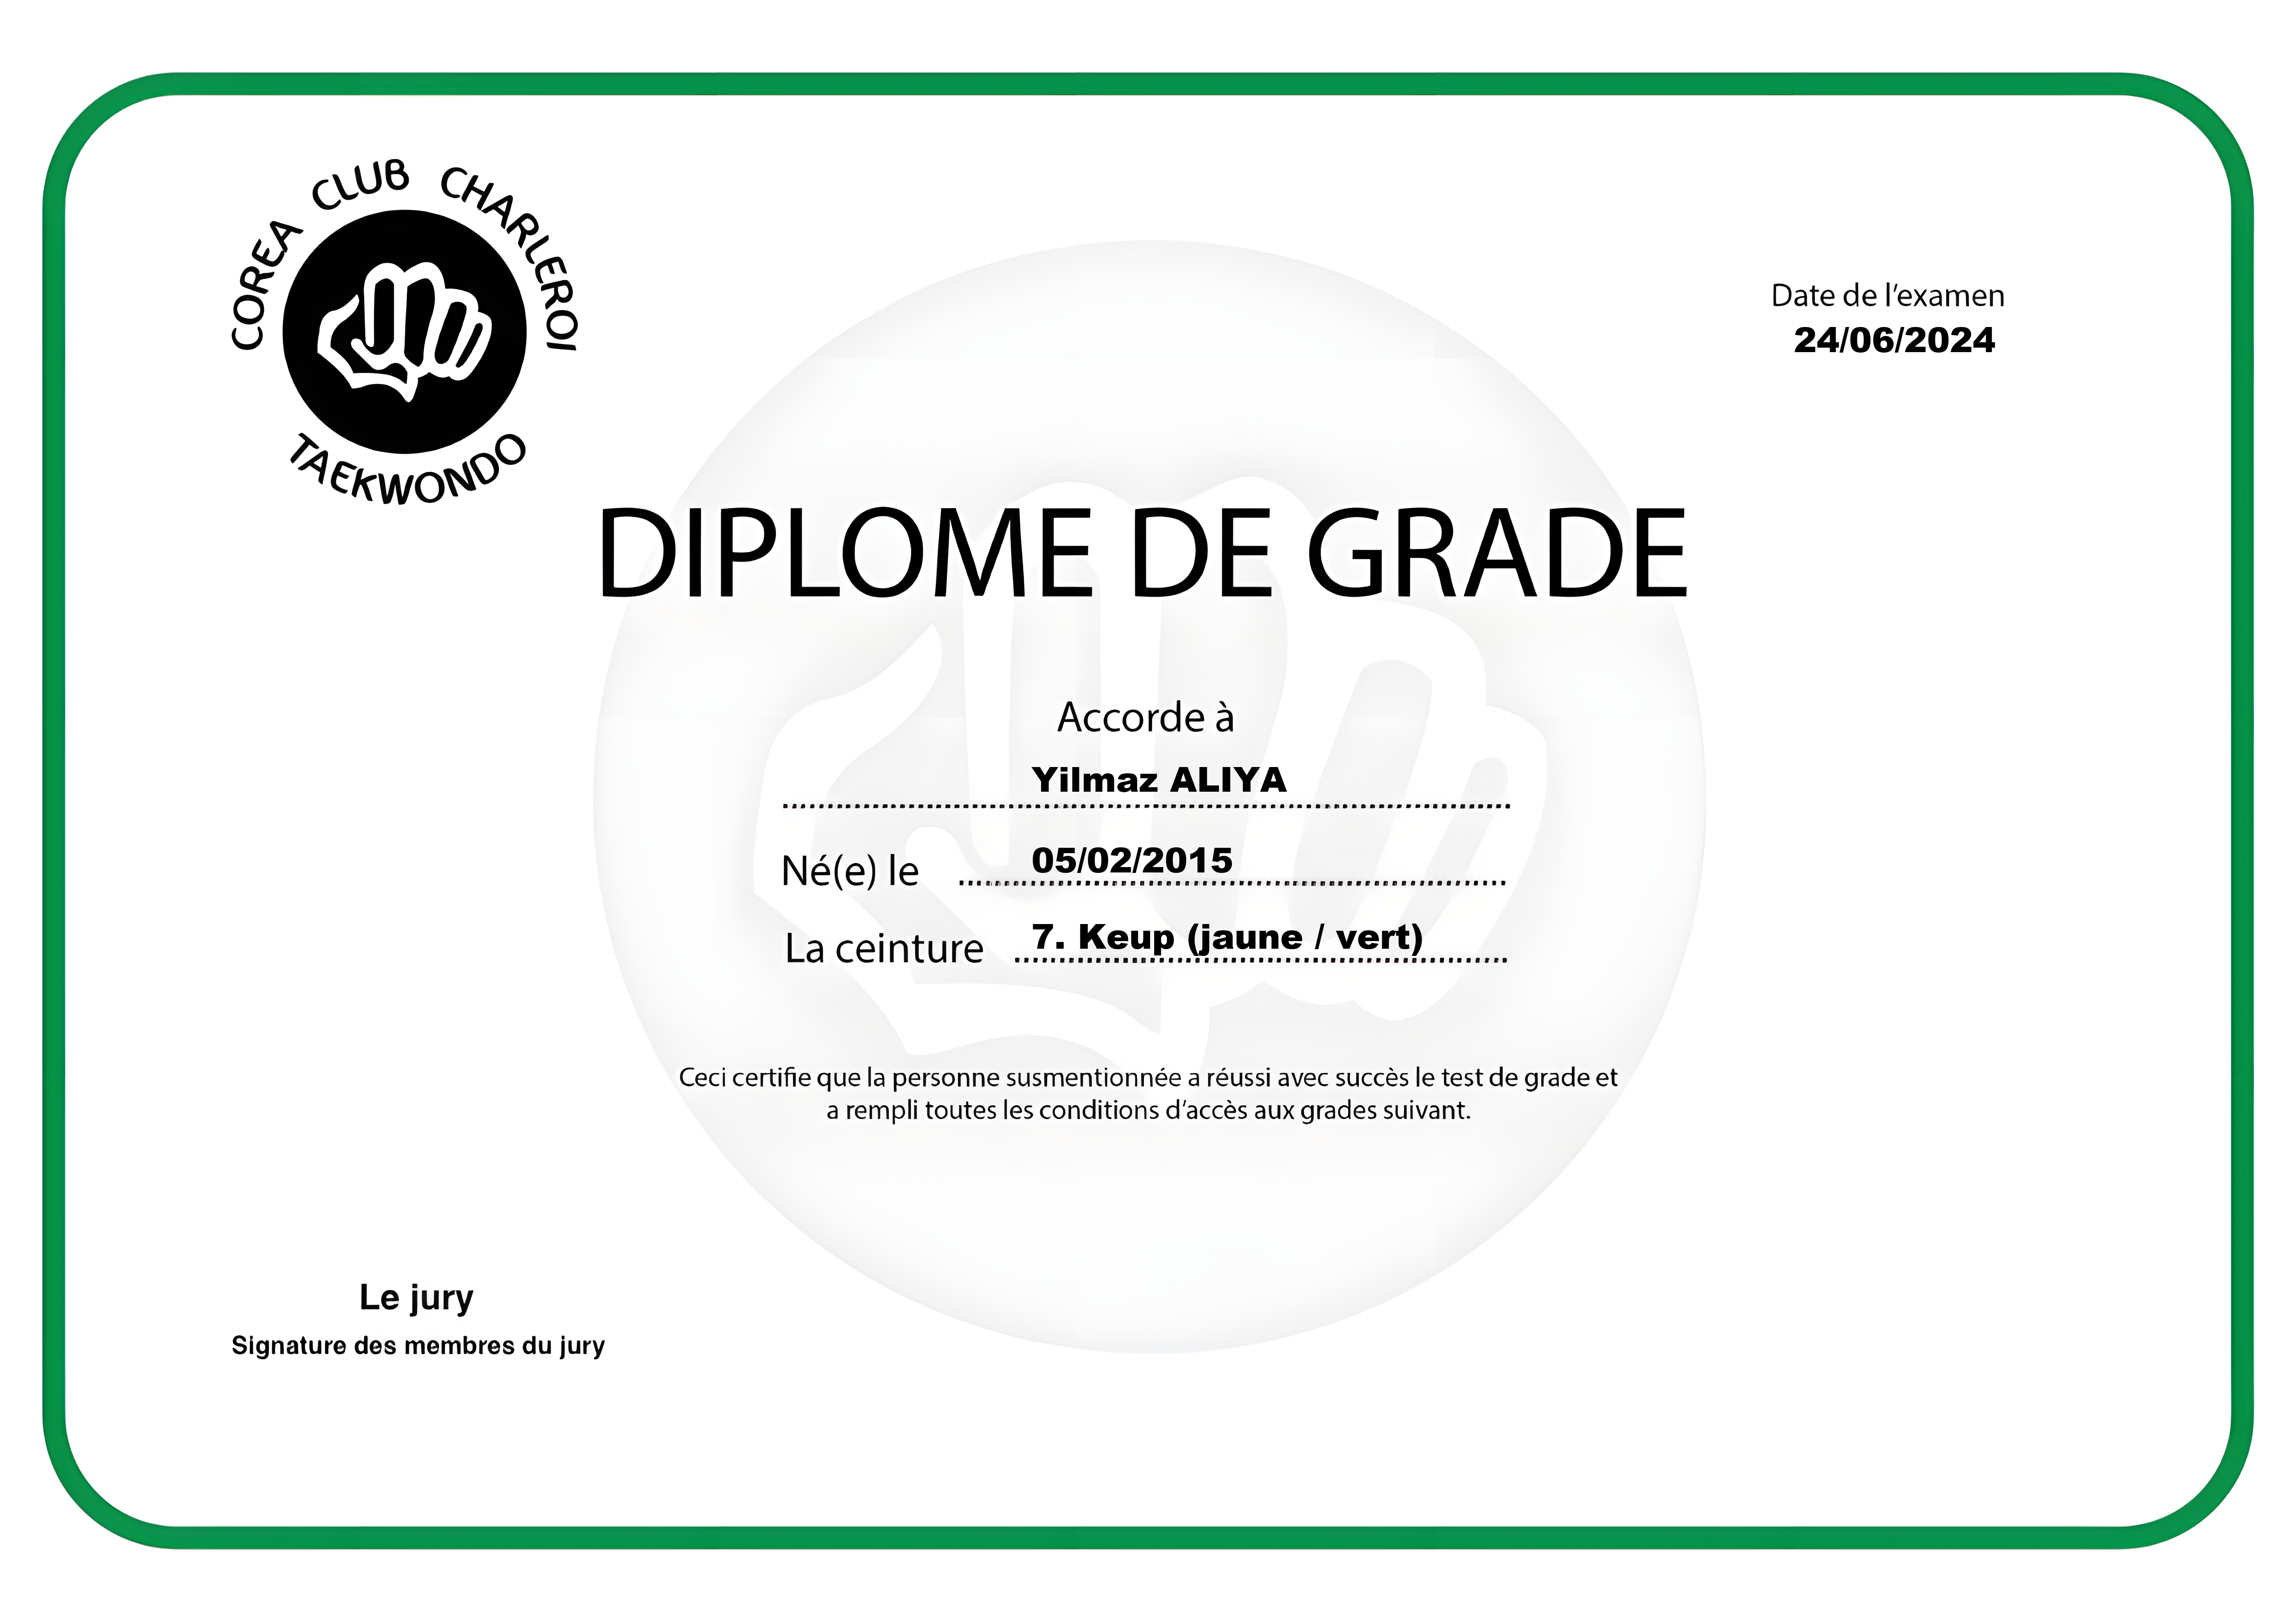 COREA CLUB CHARLEROI
TAEKWONDO
Date de l'examen
24/06/2024
DIPLOME DE GRADE
Accorde à
Yilmaz ALIYA
Né(e) le 05/02/2015
La ceinture 7. Keup (jaune / vert)
Ceci certifie que la personne susmentionnée a réussi avec succès le test de grade et
a rempli toutes les conditions d'accès aux grades suivant.
Le jury
Signature des membres du jury